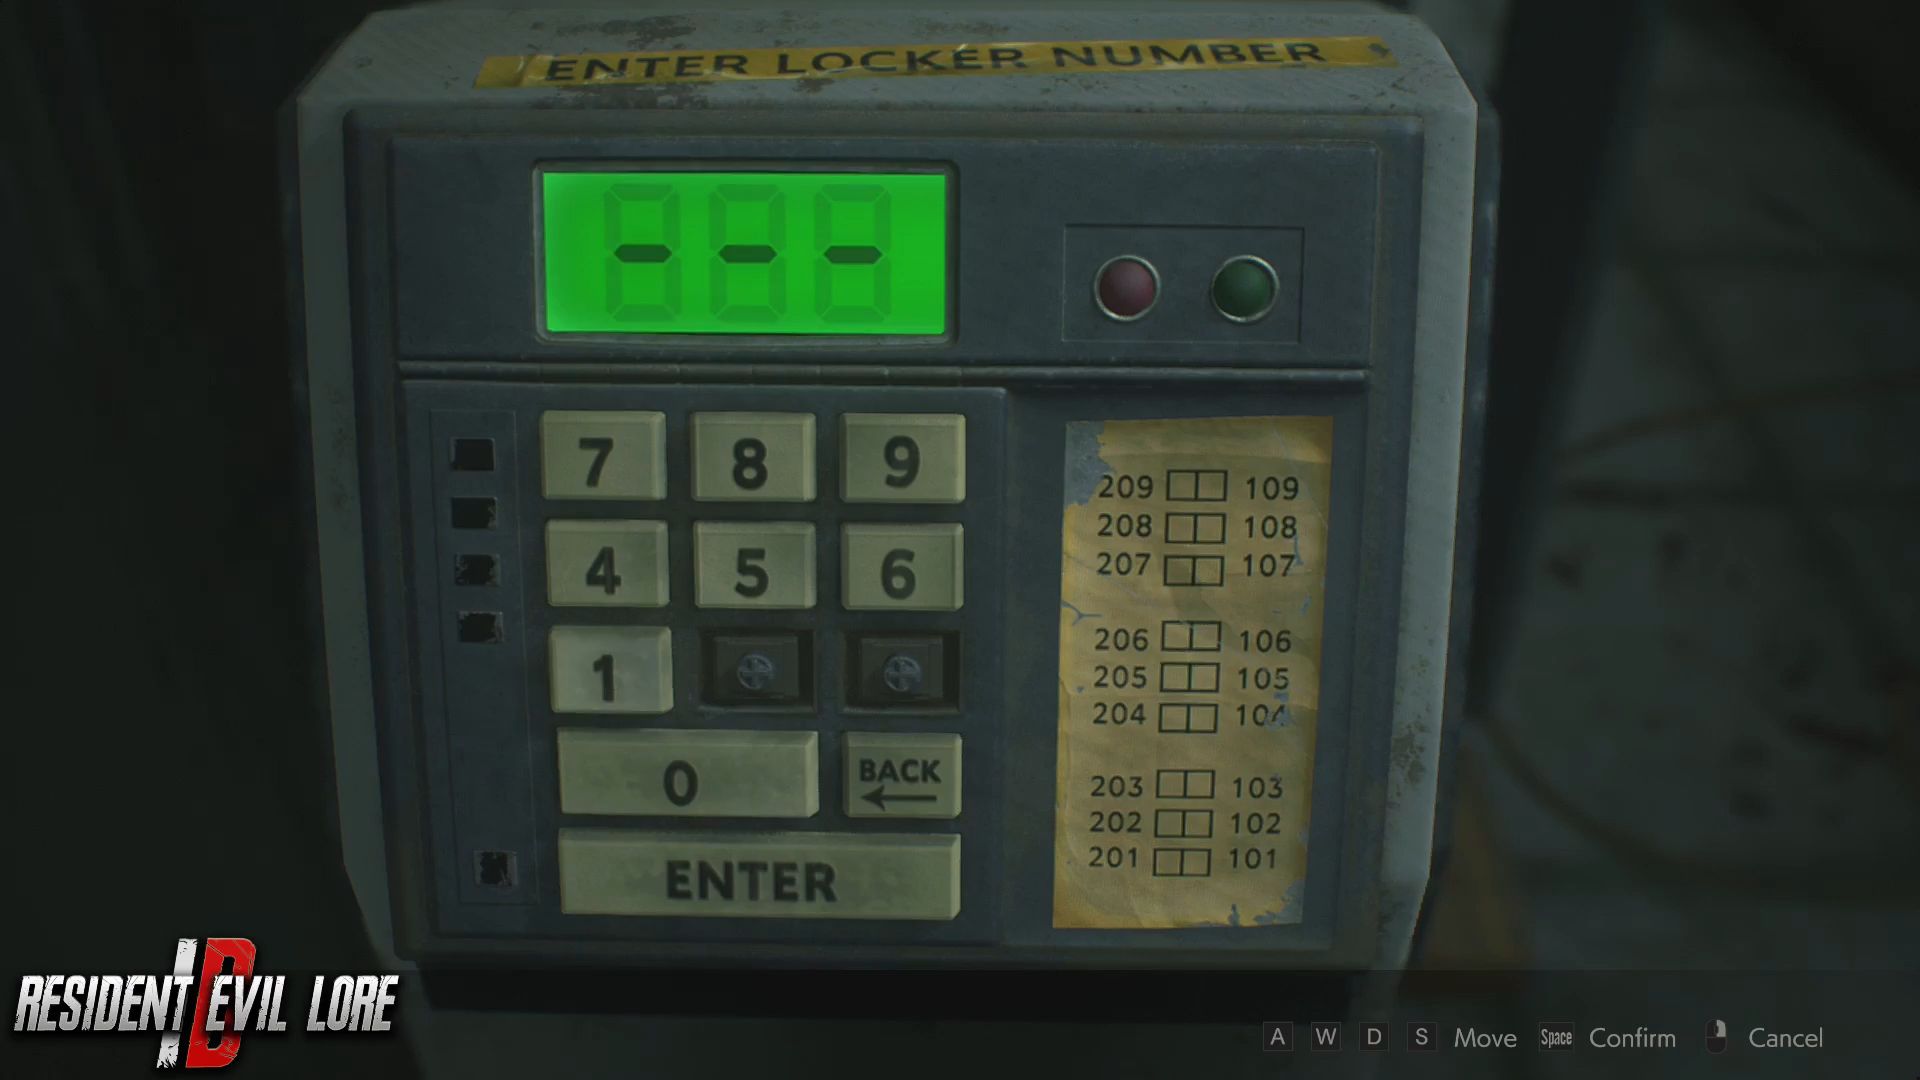 ENTER LOCKER NUMBER
7 8 9
4 5 6
1
0 BACK
ENTER
209 109
208 108
207 107
206 106
205 105
204 104
203 103
202 102
201 101
RESIDENT EVIL LORE
A W D S Move Space Confirm Cancel